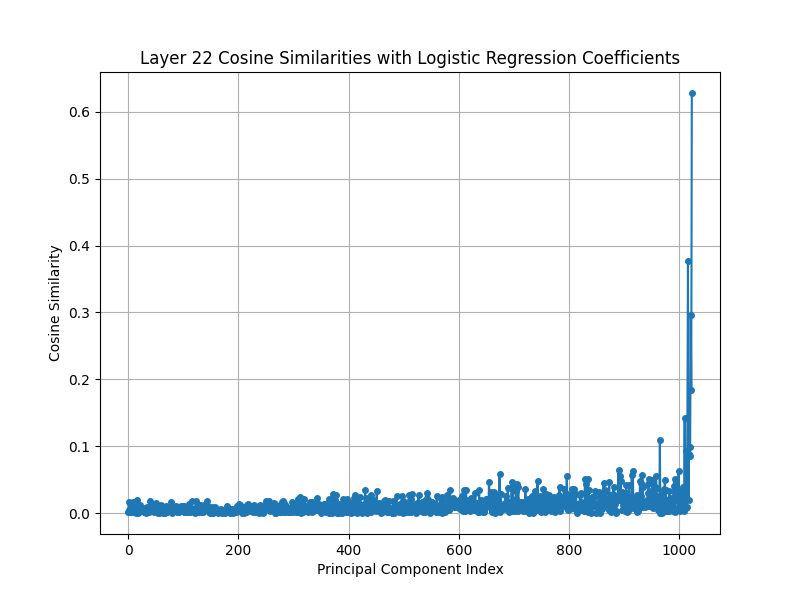 Layer 22 Cosine Similarities with Logistic Regression Coefficients
0.6
0.5
0.4
0.3
0.2
0.1
0.0
Cosine Similarity
0 200 400 600 800 1000
Principal Component Index